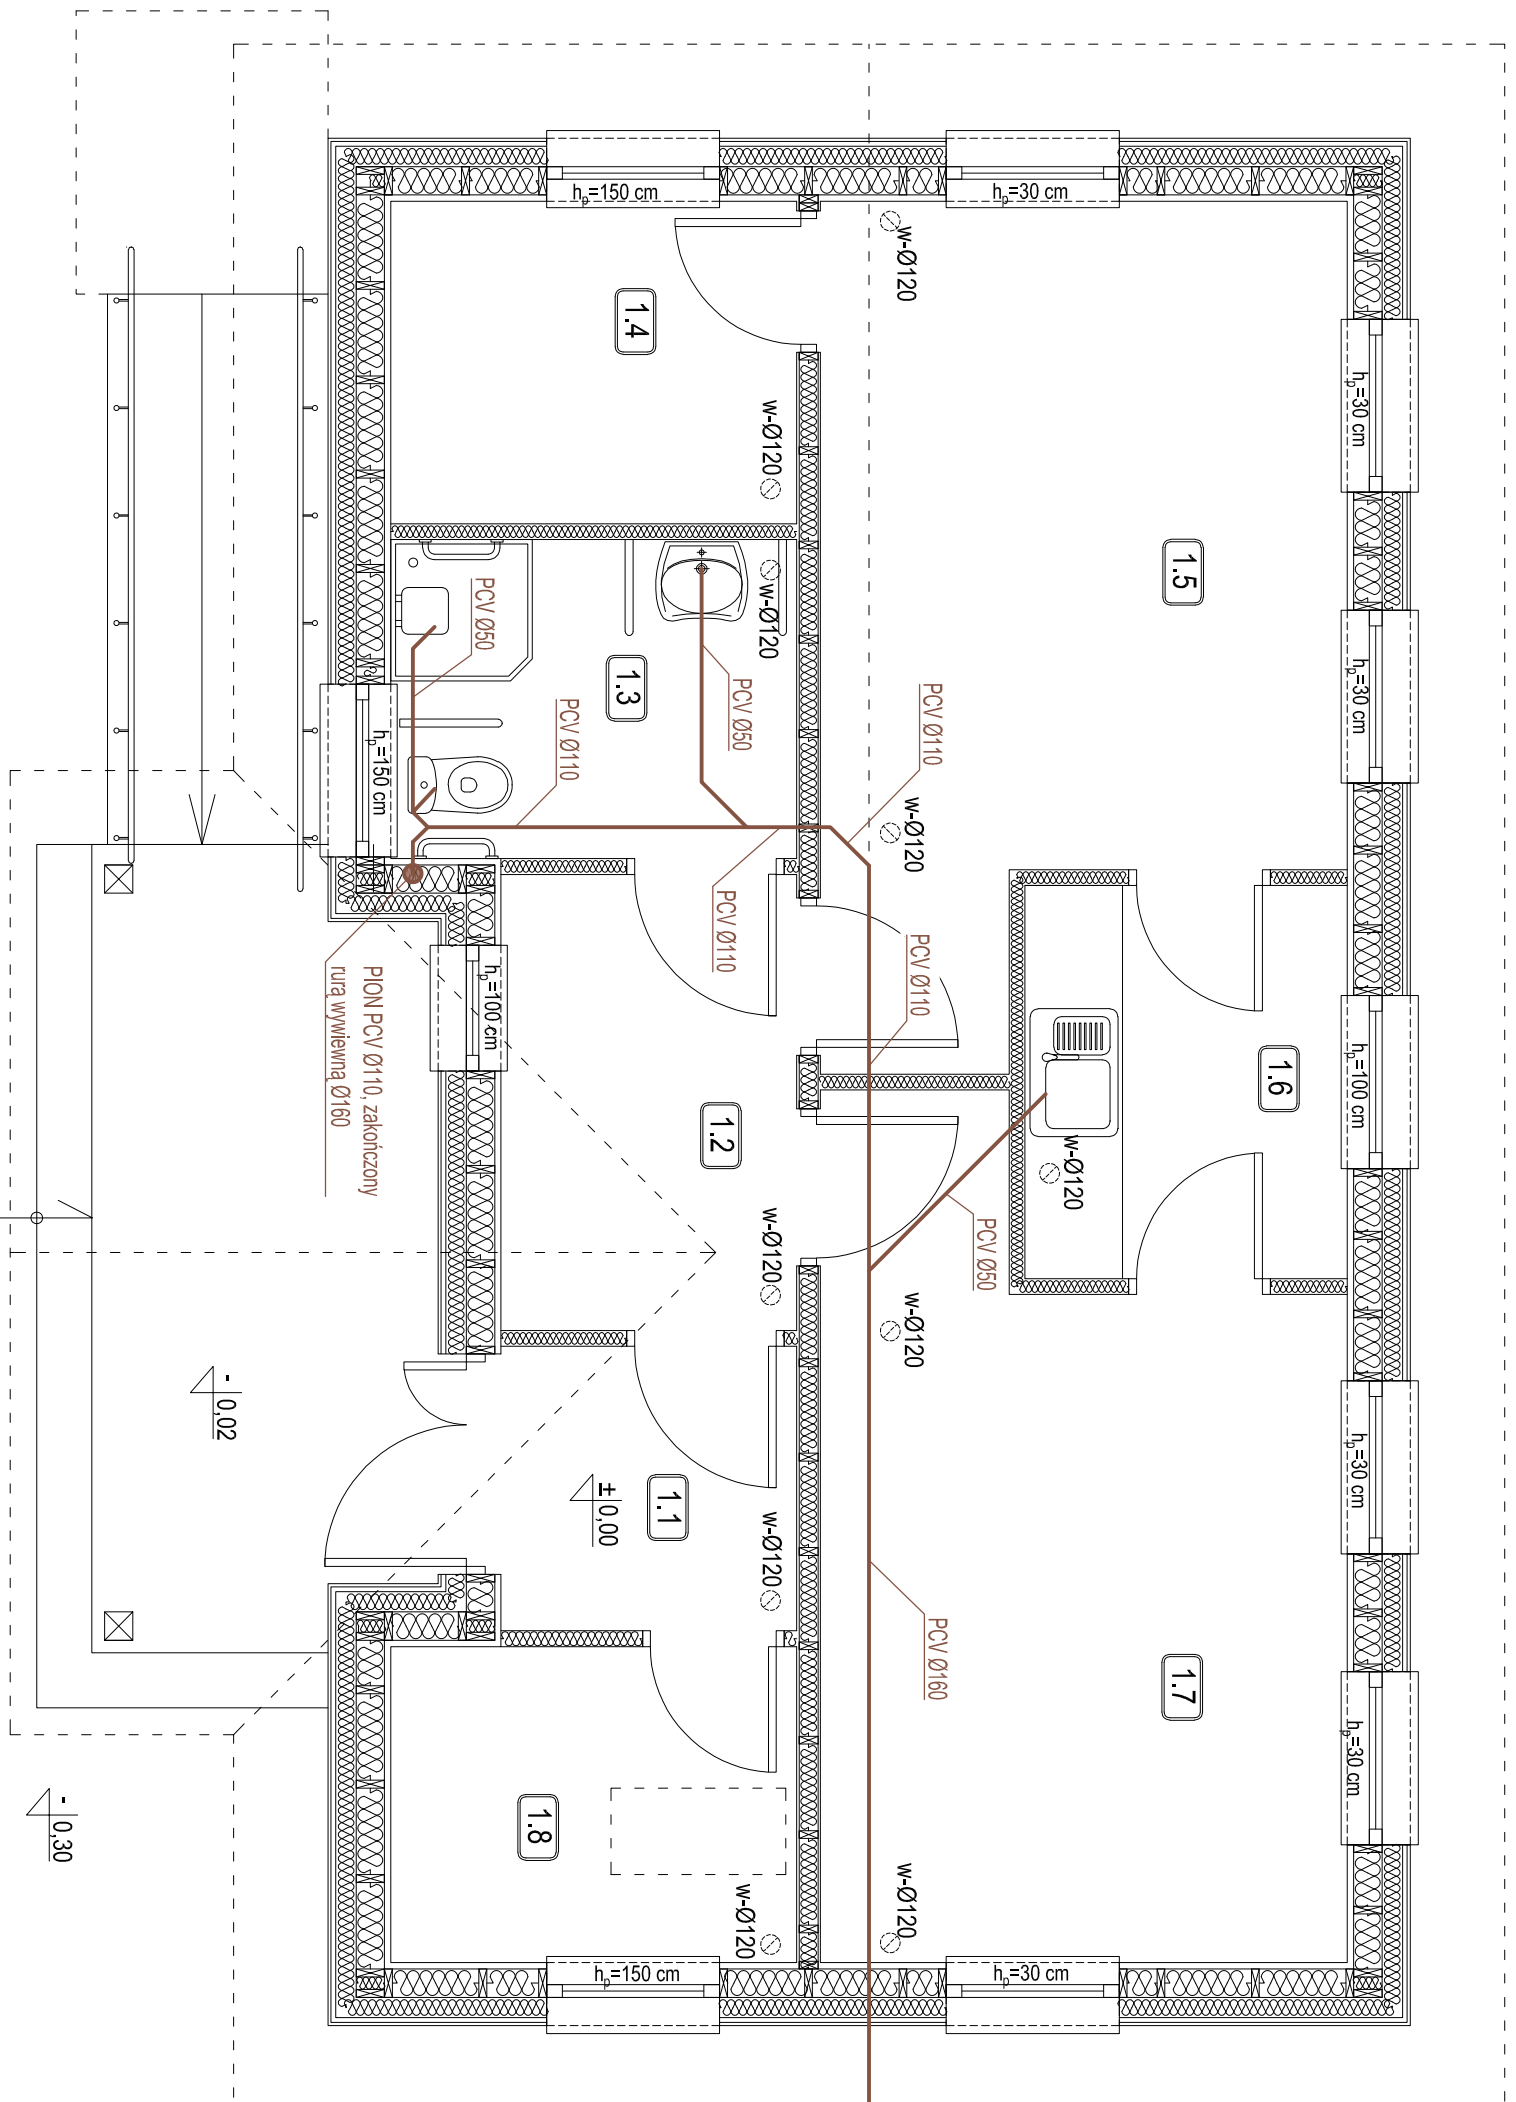 hp=150 cm
hp=30 cm
w-Ø120
1.4
w-Ø120
hp=30 cm
1.5
w-Ø120
PCV Ø50
1.3
PCV Ø50
PCV Ø110
PCV Ø110
hp=30 cm
hp=150 cm
w-Ø120
PCV Ø110
PCV Ø110
hp=100 cm
PION PCV Ø110, zakończony
rurą wywiewną Ø160
1.6
hp=100 cm
1.2
w-Ø120
PCV Ø50
w-Ø120
w-Ø120
- 0,02
± 0,00
1.1
w-Ø120
hp=30 cm
PCV Ø160
1.7
hp=30 cm
1.8
- 0,30
w-Ø120
w-Ø120
hp=150 cm
hp=30 cm